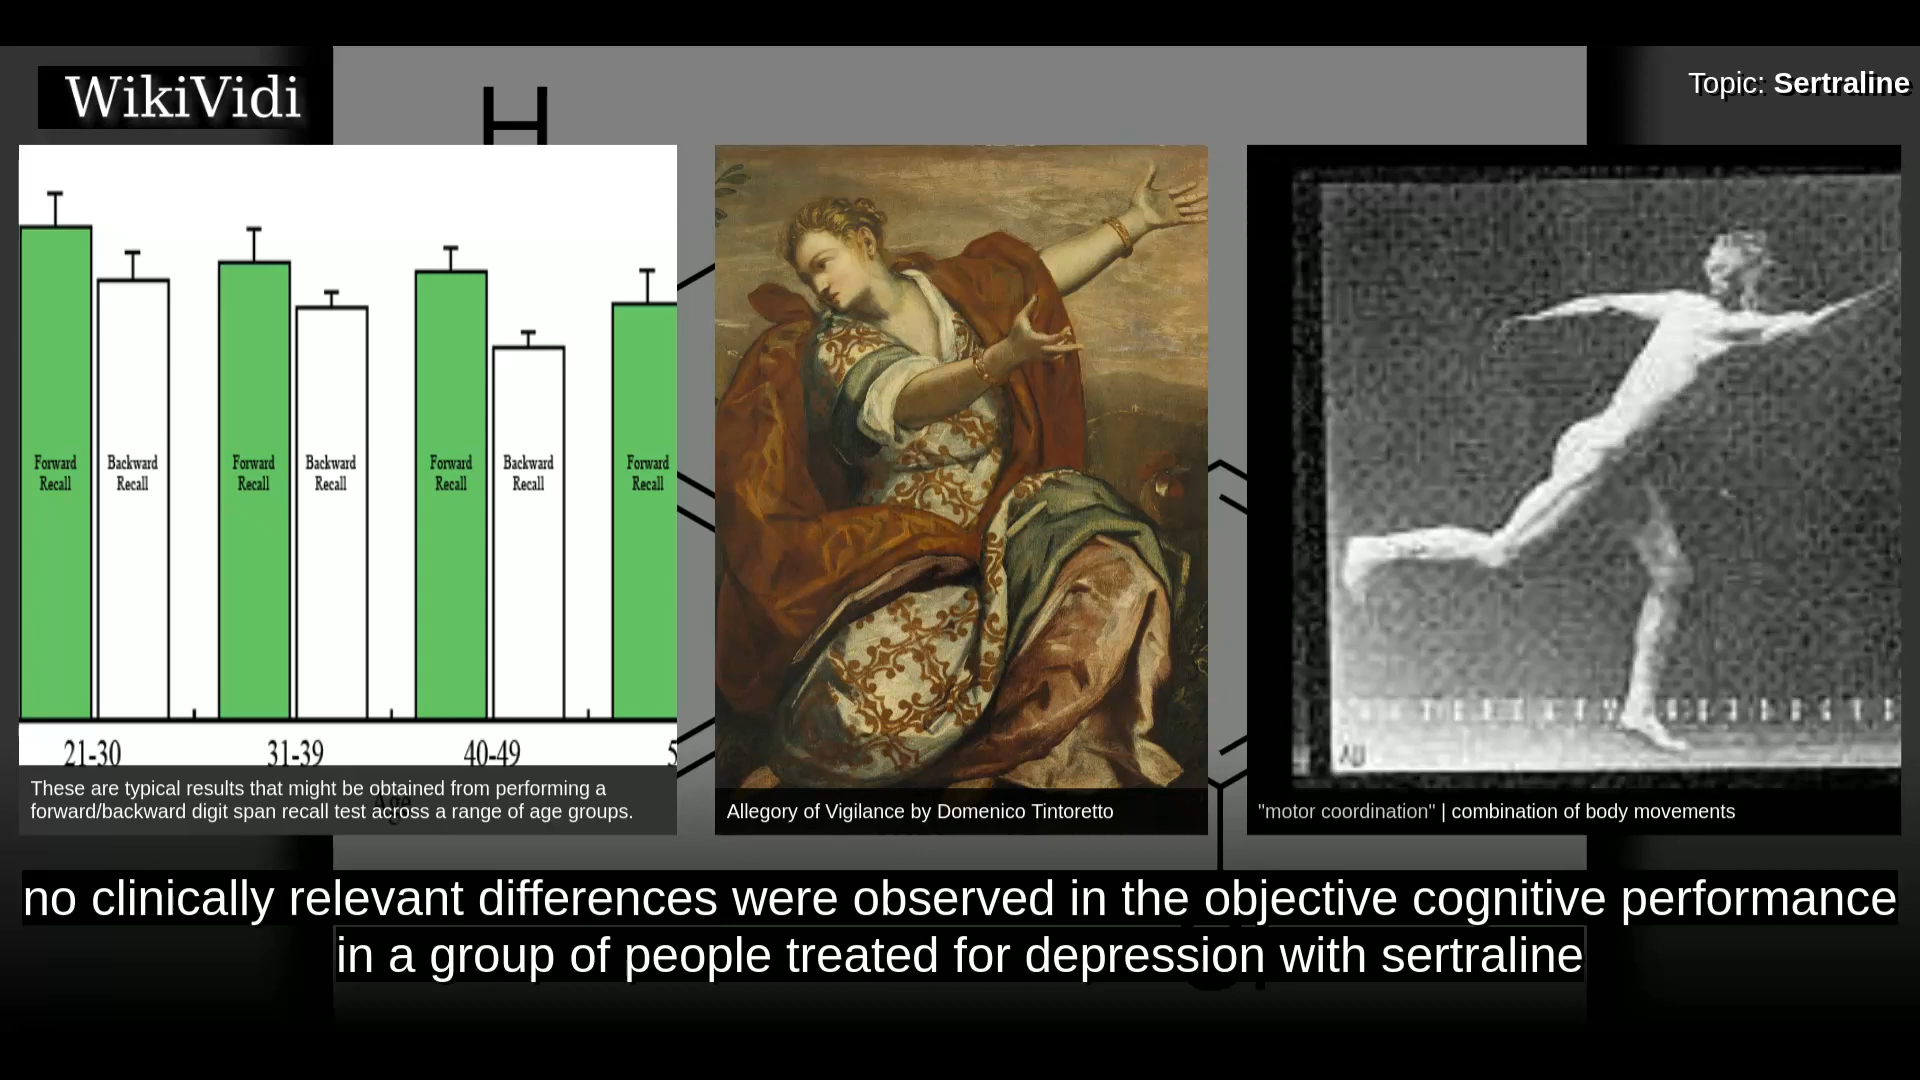 WikiVidi
Topic: Sertraline
H
Forward
Recall
Backward
Recall
Forward
Recall
Backward
Recall
Forward
Recall
Backward
Recall
Forward
Recall
21-30
31-39
40-49
5
Age
These are typical results that might be obtained from performing a
forward/backward digit span recall test across a range of age groups.
Allegory of Vigilance by Domenico Tintoretto
"motor coordination" | combination of body movements
no clinically relevant differences were observed in the objective cognitive performance
in a group of people treated for depression with sertraline